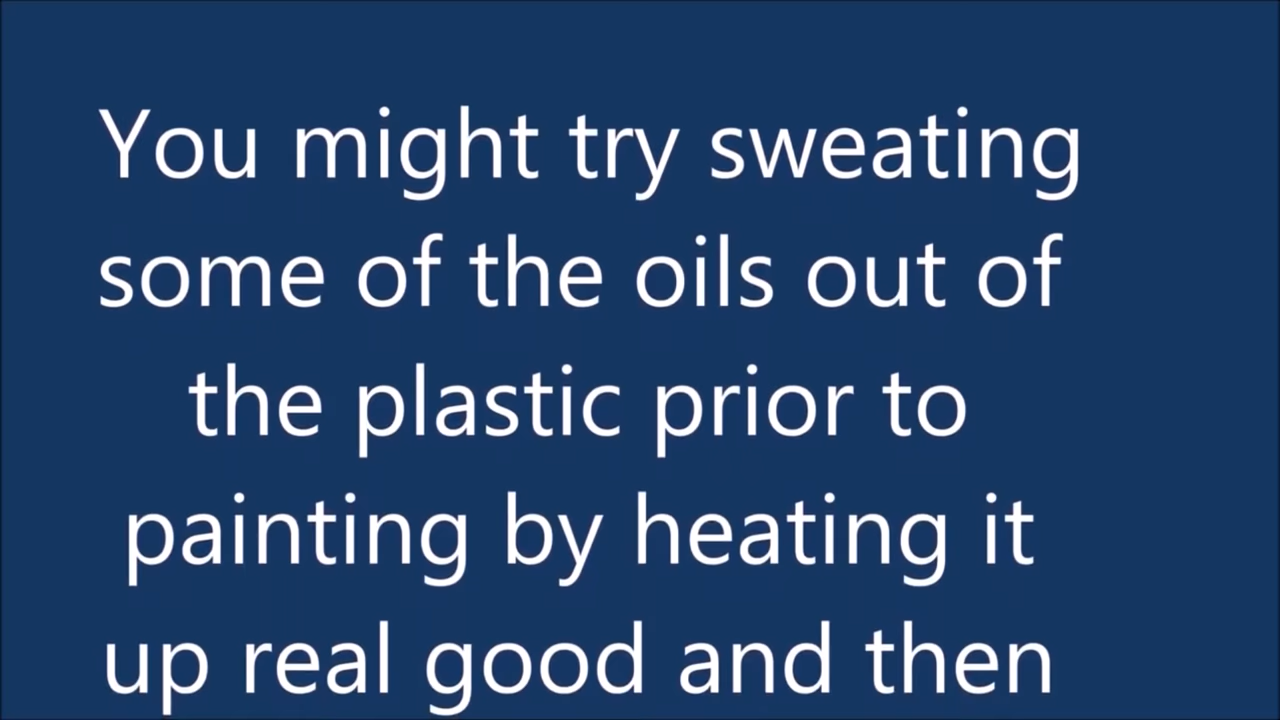 You might try sweating
some of the oils out of
the plastic prior to
painting by heating it
up real good and then